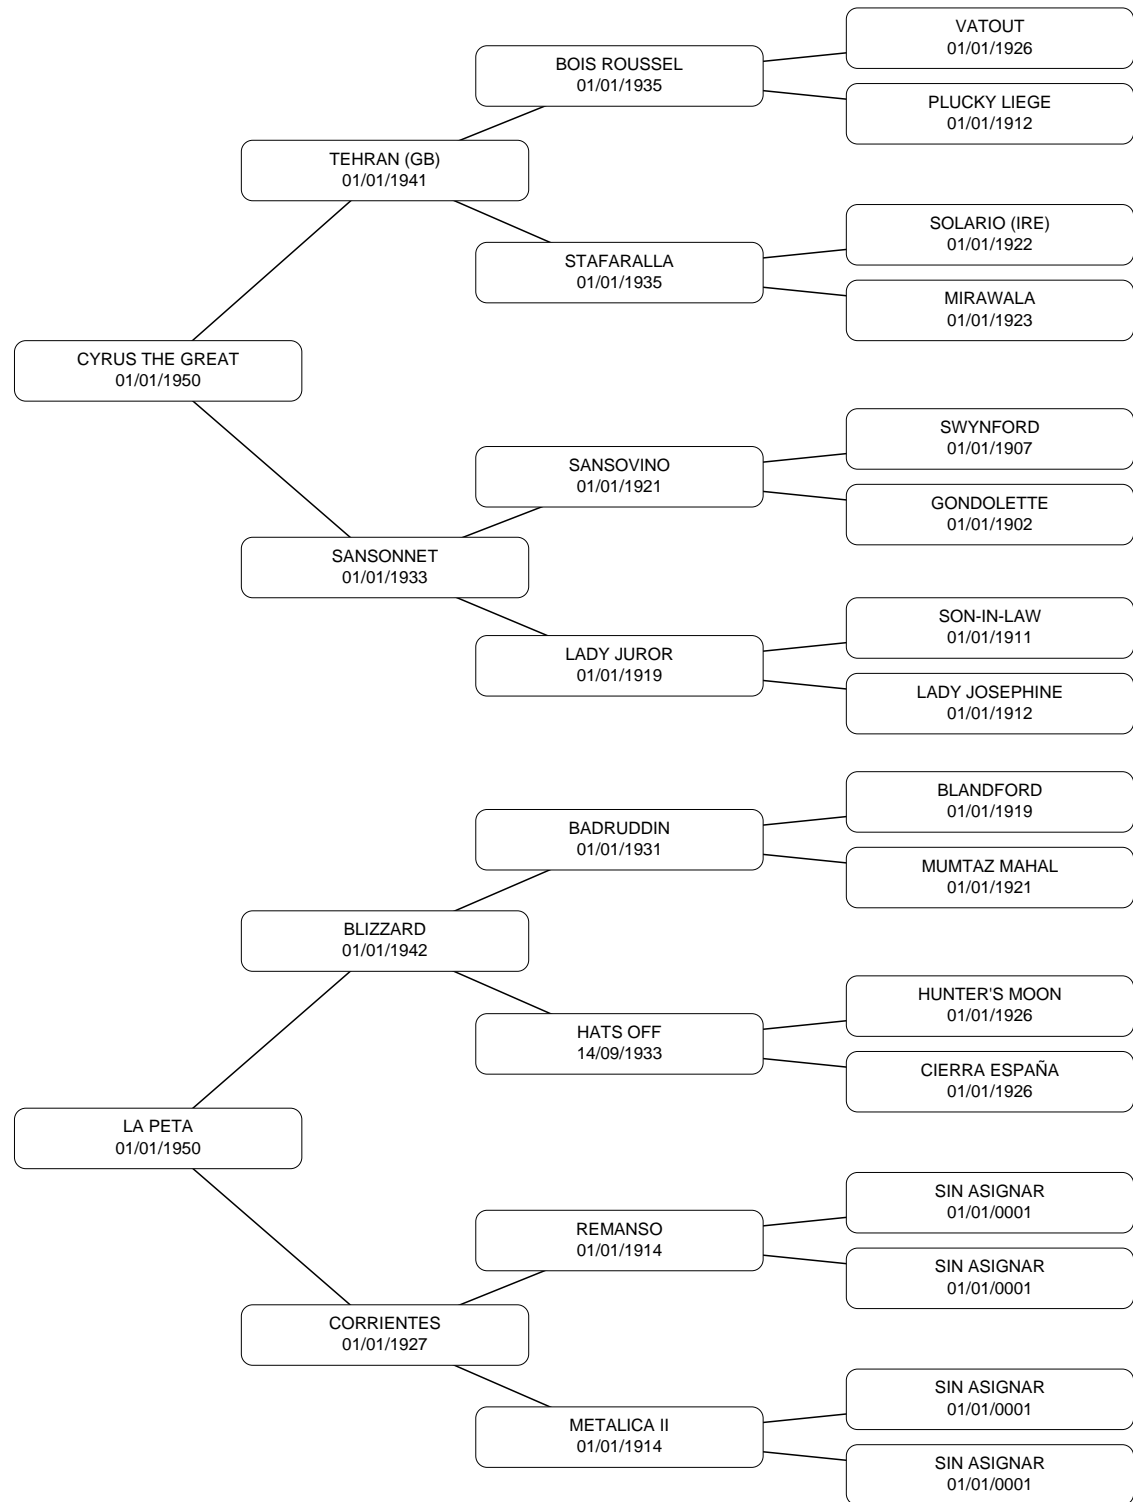 VATOUT
01/01/1926
BOIS ROUSSEL
01/01/1935
PLUCKY LIEGE
01/01/1912
TEHRAN (GB)
01/01/1941
SOLARIO (IRE)
01/01/1922
STAFARALLA
01/01/1935
MIRAWALA
01/01/1923
CYRUS THE GREAT
01/01/1950
SWYNFORD
01/01/1907
SANSOVINO
01/01/1921
GONDOLETTE
01/01/1902
SANSONNET
01/01/1933
SON-IN-LAW
01/01/1911
LADY JUROR
01/01/1919
LADY JOSEPHINE
01/01/1912
BLANDFORD
01/01/1919
BADRUDDIN
01/01/1931
MUMTAZ MAHAL
01/01/1921
BLIZZARD
01/01/1942
HUNTER'S MOON
01/01/1926
HATS OFF
14/09/1933
CIERRA ESPAÑA
01/01/1926
LA PETA
01/01/1950
SIN ASIGNAR
01/01/0001
REMANSO
01/01/1914
SIN ASIGNAR
01/01/0001
CORRIENTES
01/01/1927
SIN ASIGNAR
01/01/0001
METALICA II
01/01/1914
SIN ASIGNAR
01/01/0001